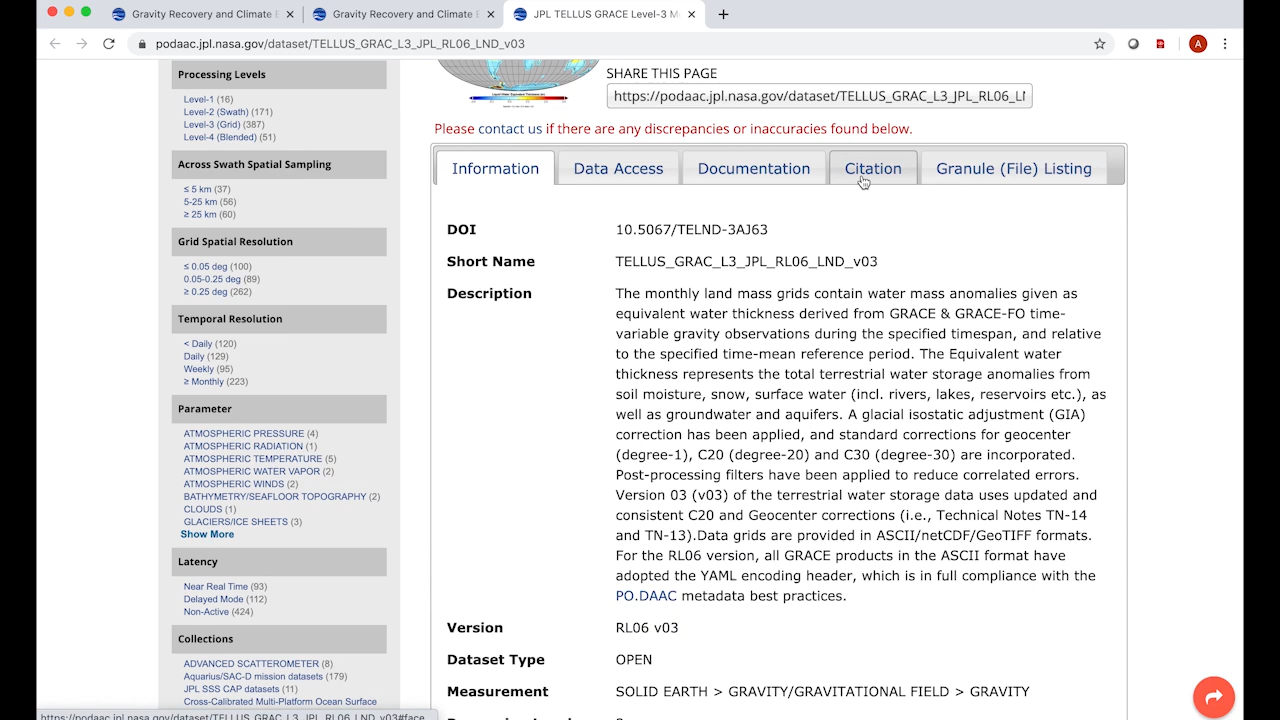 Gravity Recovery and Climate E
Gravity Recovery and Climate E
JPL TELLUS GRACE Level-3 M
podaac.jpl.nasa.gov/dataset/TELLUS_GRAC_L3_JPL_RL06_LND_v03
A
Processing Levels
Level-1 (16)
Level-2 (Swath) (171)
Level-3 (Grid) (387)
Level-4 (Blended) (51)
Across Swath Spatial Sampling
≤ 5 km (37)
5-25 km (56)
≥ 25 km (60)
Grid Spatial Resolution
≤ 0.05 deg (100)
0.05-0.25 deg (89)
≥ 0.25 deg (262)
Temporal Resolution
< Daily (120)
Daily (129)
Weekly (95)
≥ Monthly (223)
Parameter
ATMOSPHERIC PRESSURE (4)
ATMOSPHERIC RADIATION (1)
ATMOSPHERIC TEMPERATURE (5)
ATMOSPHERIC WATER VAPOR (2)
ATMOSPHERIC WINDS (2)
BATHYMETRY/SEAFLOOR TOPOGRAPHY (2)
CLOUDS (1)
GLACIERS/ICE SHEETS (3)
Show More
Latency
Near Real Time (93)
Delayed Mode (112)
Non-Active (424)
Collections
ADVANCED SCATTEROMETER (8)
Aquarius/SAC-D mission datasets (179)
JPL SSS CAP datasets (11)
Cross-Calibrated Multi-Platform Ocean Surface
https://podaac.jpl.nasa.gov/dataset/TELLUS_GRAC_L3_JPL_RL06_LND_v03#face
SHARE THIS PAGE
https://podaac.jpl.nasa.gov/dataset/TELLUS_GRAC_L3_JPL_RL06_LI
Please contact us if there are any discrepancies or inaccuracies found below.
Information Data Access Documentation Citation Granule (File) Listing
DOI 10.5067/TELND-3AJ63
Short Name TELLUS_GRAC_L3_JPL_RL06_LND_v03
Description The monthly land mass grids contain water mass anomalies given as
equivalent water thickness derived from GRACE & GRACE-FO time-
variable gravity observations during the specified timespan, and relative
to the specified time-mean reference period. The Equivalent water
thickness represents the total terrestrial water storage anomalies from
soil moisture, snow, surface water (incl. rivers, lakes, reservoirs etc.), as
well as groundwater and aquifers. A glacial isostatic adjustment (GIA)
correction has been applied, and standard corrections for geocenter
(degree-1), C20 (degree-20) and C30 (degree-30) are incorporated.
Post-processing filters have been applied to reduce correlated errors.
Version 03 (v03) of the terrestrial water storage data uses updated and
consistent C20 and Geocenter corrections (i.e., Technical Notes TN-14
and TN-13).Data grids are provided in ASCII/netCDF/GeoTIFF formats.
For the RL06 version, all GRACE products in the ASCII format have
adopted the YAML encoding header, which is in full compliance with the
PO.DAAC metadata best practices.
Version RL06 v03
Dataset Type OPEN
Measurement SOLID EARTH > GRAVITY/GRAVITATIONAL FIELD > GRAVITY